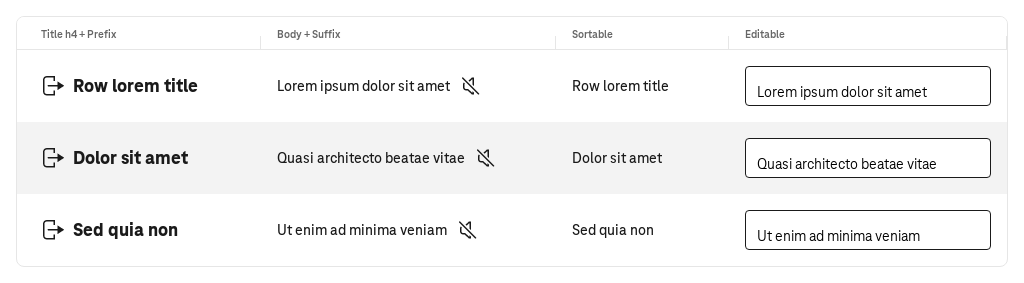 Title h4 + Prefix Body + Suffix Sortable Editable
Row lorem title Lorem ipsum dolor sit amet Row lorem title Lorem ipsum dolor sit amet
Dolor sit amet Quasi architecto beatae vitae Dolor sit amet Quasi architecto beatae vitae
Sed quia non Ut enim ad minima veniam Sed quia non Ut enim ad minima veniam